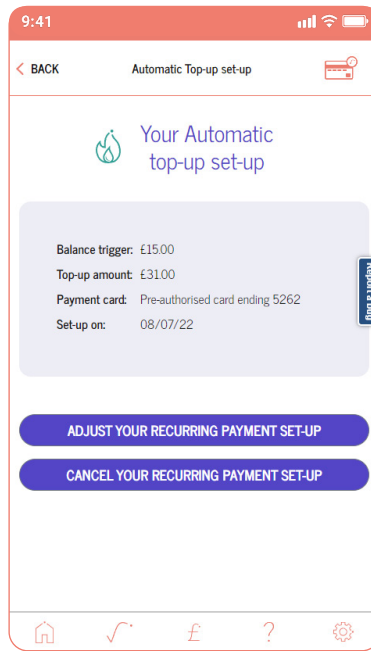 9:41
BACK
Automatic Top-up set-up
Your Automatic
top-up set-up
Balance trigger: £15.00
Top-up amount: £31.00
Payment card: Pre-authorised card ending 5262
Set-up on: 08/07/22
Report a bug
ADJUST YOUR RECURRING PAYMENT SET-UP
CANCEL YOUR RECURRING PAYMENT SET-UP
£
?